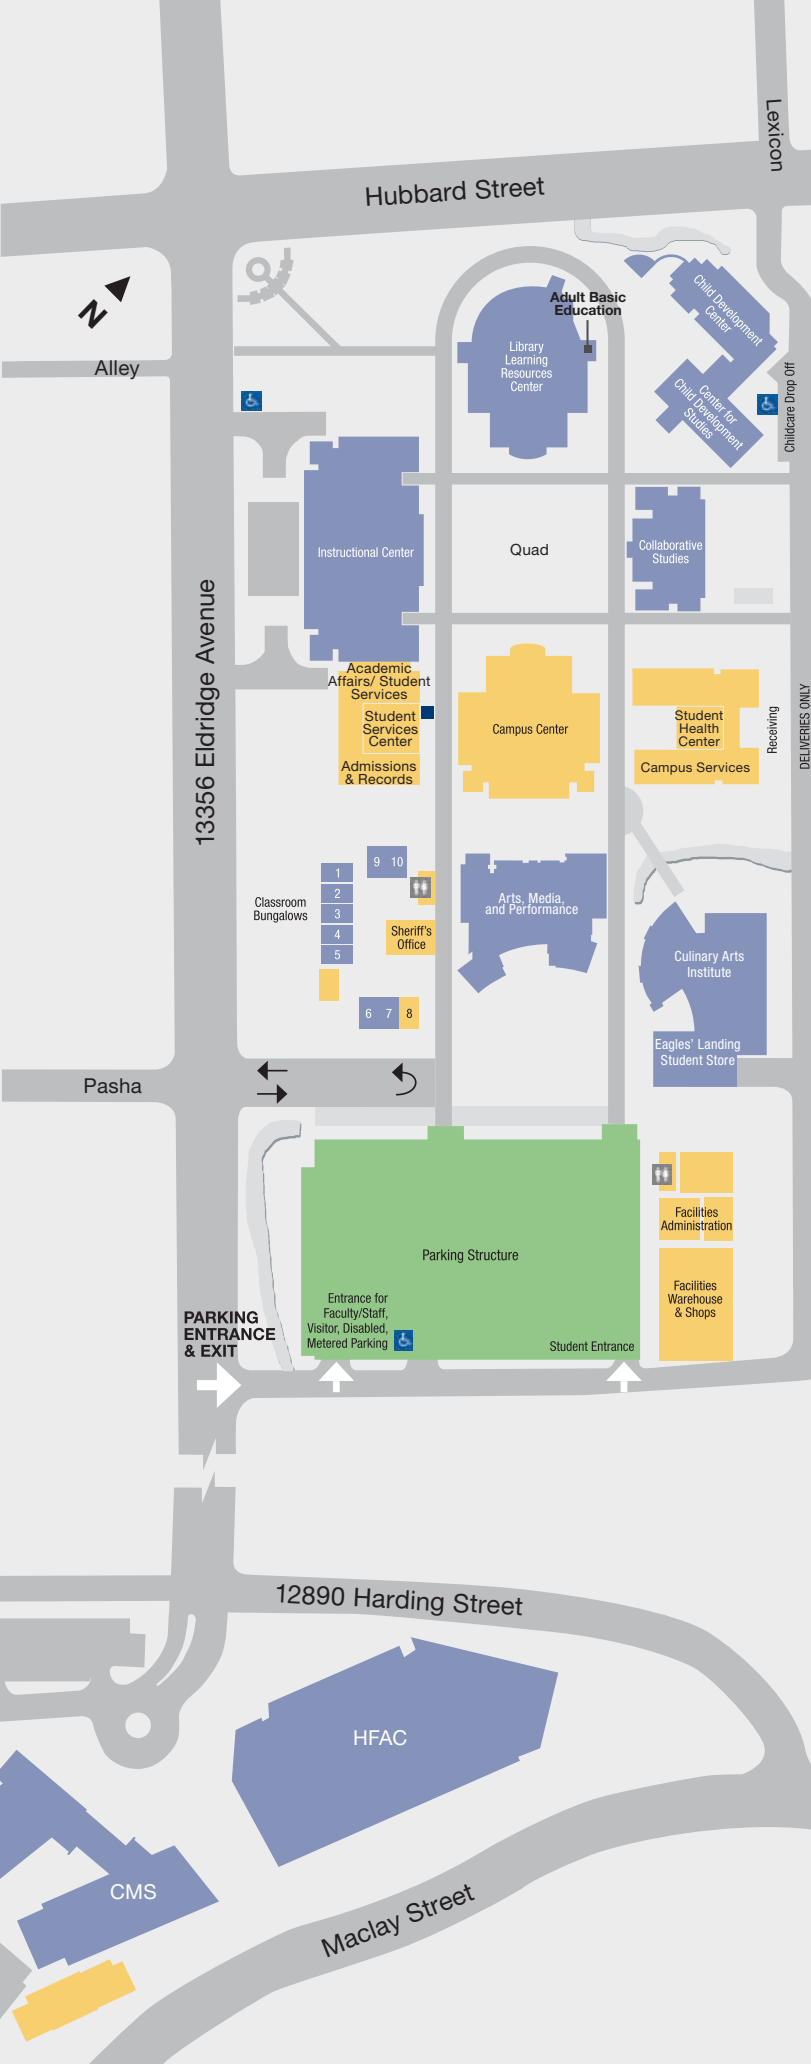 Lexicon
Hubbard Street
N
Adult Basic
Education
Child Development
Center
Library
Learning
Resources
Center
Alley
Childcare Drop Off
Center for
Child Development
Studies
Instructional Center
Quad
Collaborative
Studies
13356 Eldridge Avenue
Academic
Affairs/ Student
Services
Student
Services
Center
Admissions
& Records
Campus Center
Student
Health
Center
Campus Services
Receiving
DELIVERIES ONLY
9 10
1
2
3
4
5
Classroom
Bungalows
Sheriff's
Office
6 7 8
Arts, Media,
and Performance
Culinary Arts
Institute
Eagles' Landing
Student Store
Pasha
Facilities
Administration
Parking Structure
Facilities
Warehouse
& Shops
Entrance for
Faculty/Staff,
Visitor, Disabled,
Metered Parking
Student Entrance
PARKING
ENTRANCE
& EXIT
12890 Harding Street
HFAC
CMS
Maclay Street